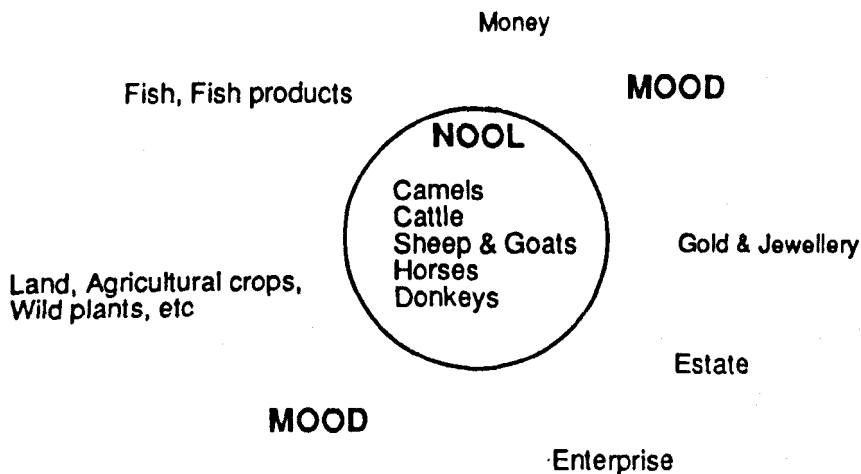 Money
MOOD
Fish, Fish products
NOOL
Camels
Cattle
Sheep & Goats
Horses
Donkeys
Gold & Jewellery
Land, Agricultural crops,
Wild plants, etc
Estate
MOOD
Enterprise